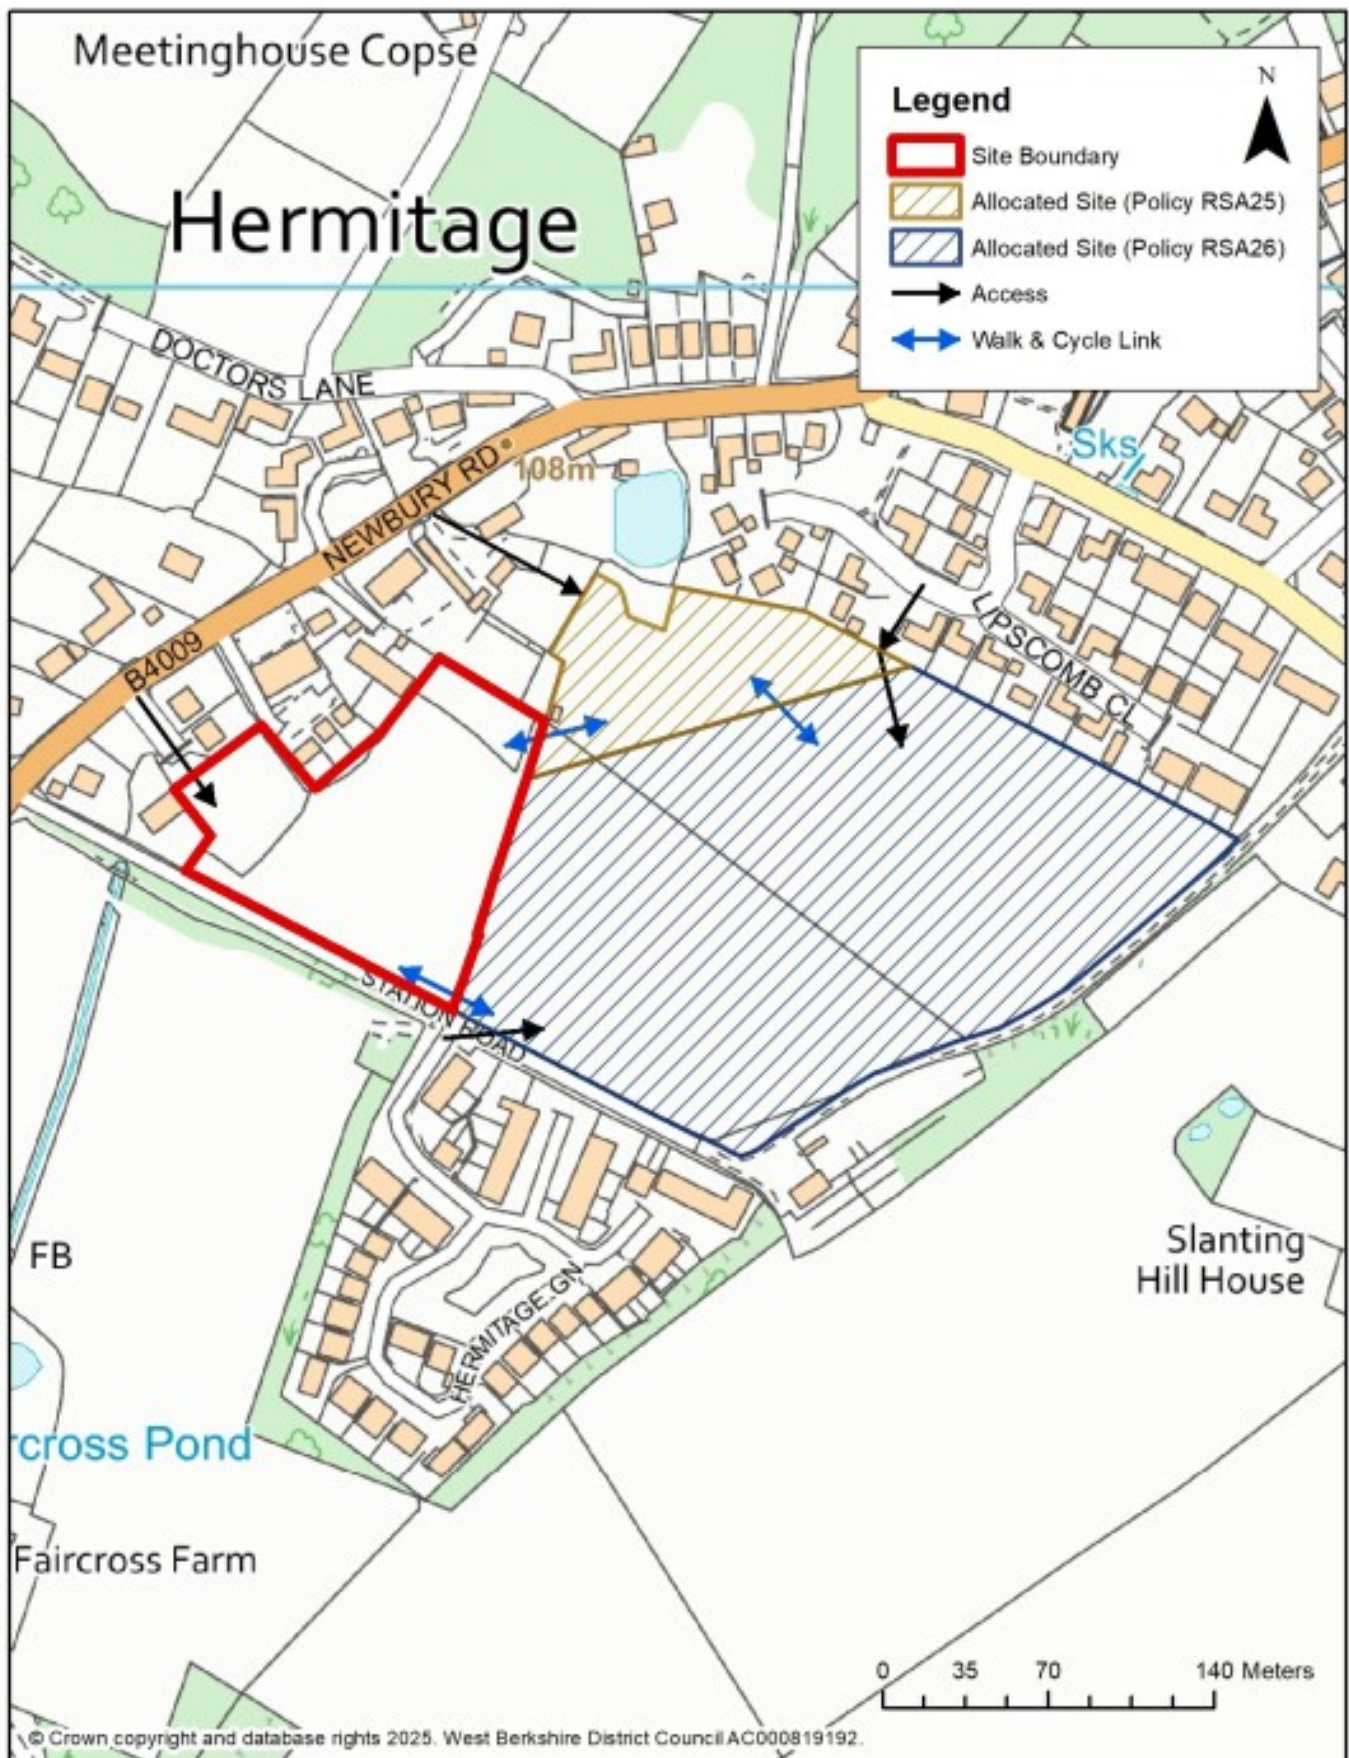 Meetinghouse Copse
Hermitage
N
Legend
Site Boundary
Allocated Site (Policy RSA25)
Allocated Site (Policy RSA26)
Access
Walk & Cycle Link
DOCTORS LANE
NEWBURY RD
108m
Sks
B4009
LIPSCOMB CL
STATION ROAD
FB
Slanting
Hill House
HERMITAGE GN
rcross Pond
Faircross Farm
0 35 70 140 Meters
© Crown copyright and database rights 2025. West Berkshire District Council AC000819192.